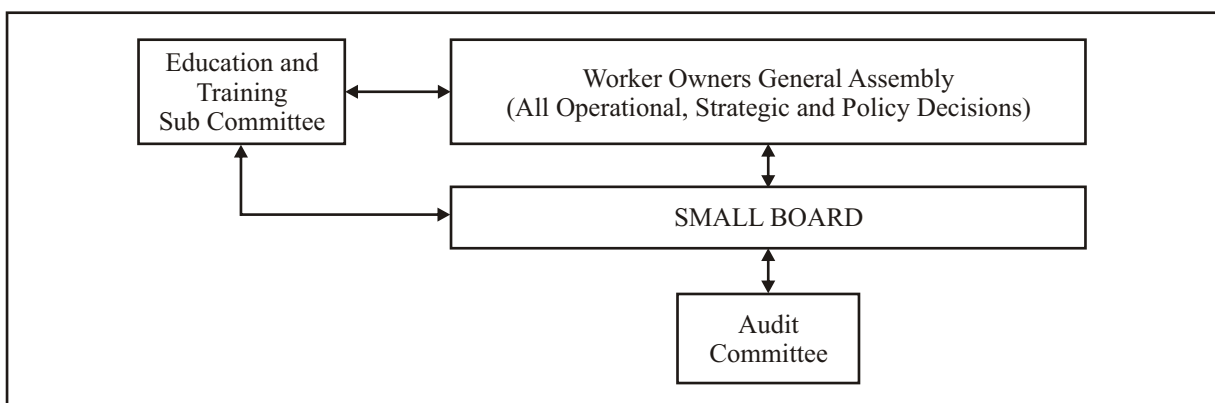 Education and
Training
Sub Committee
Worker Owners General Assembly
(All Operational, Strategic and Policy Decisions)
SMALL BOARD
Audit
Committee